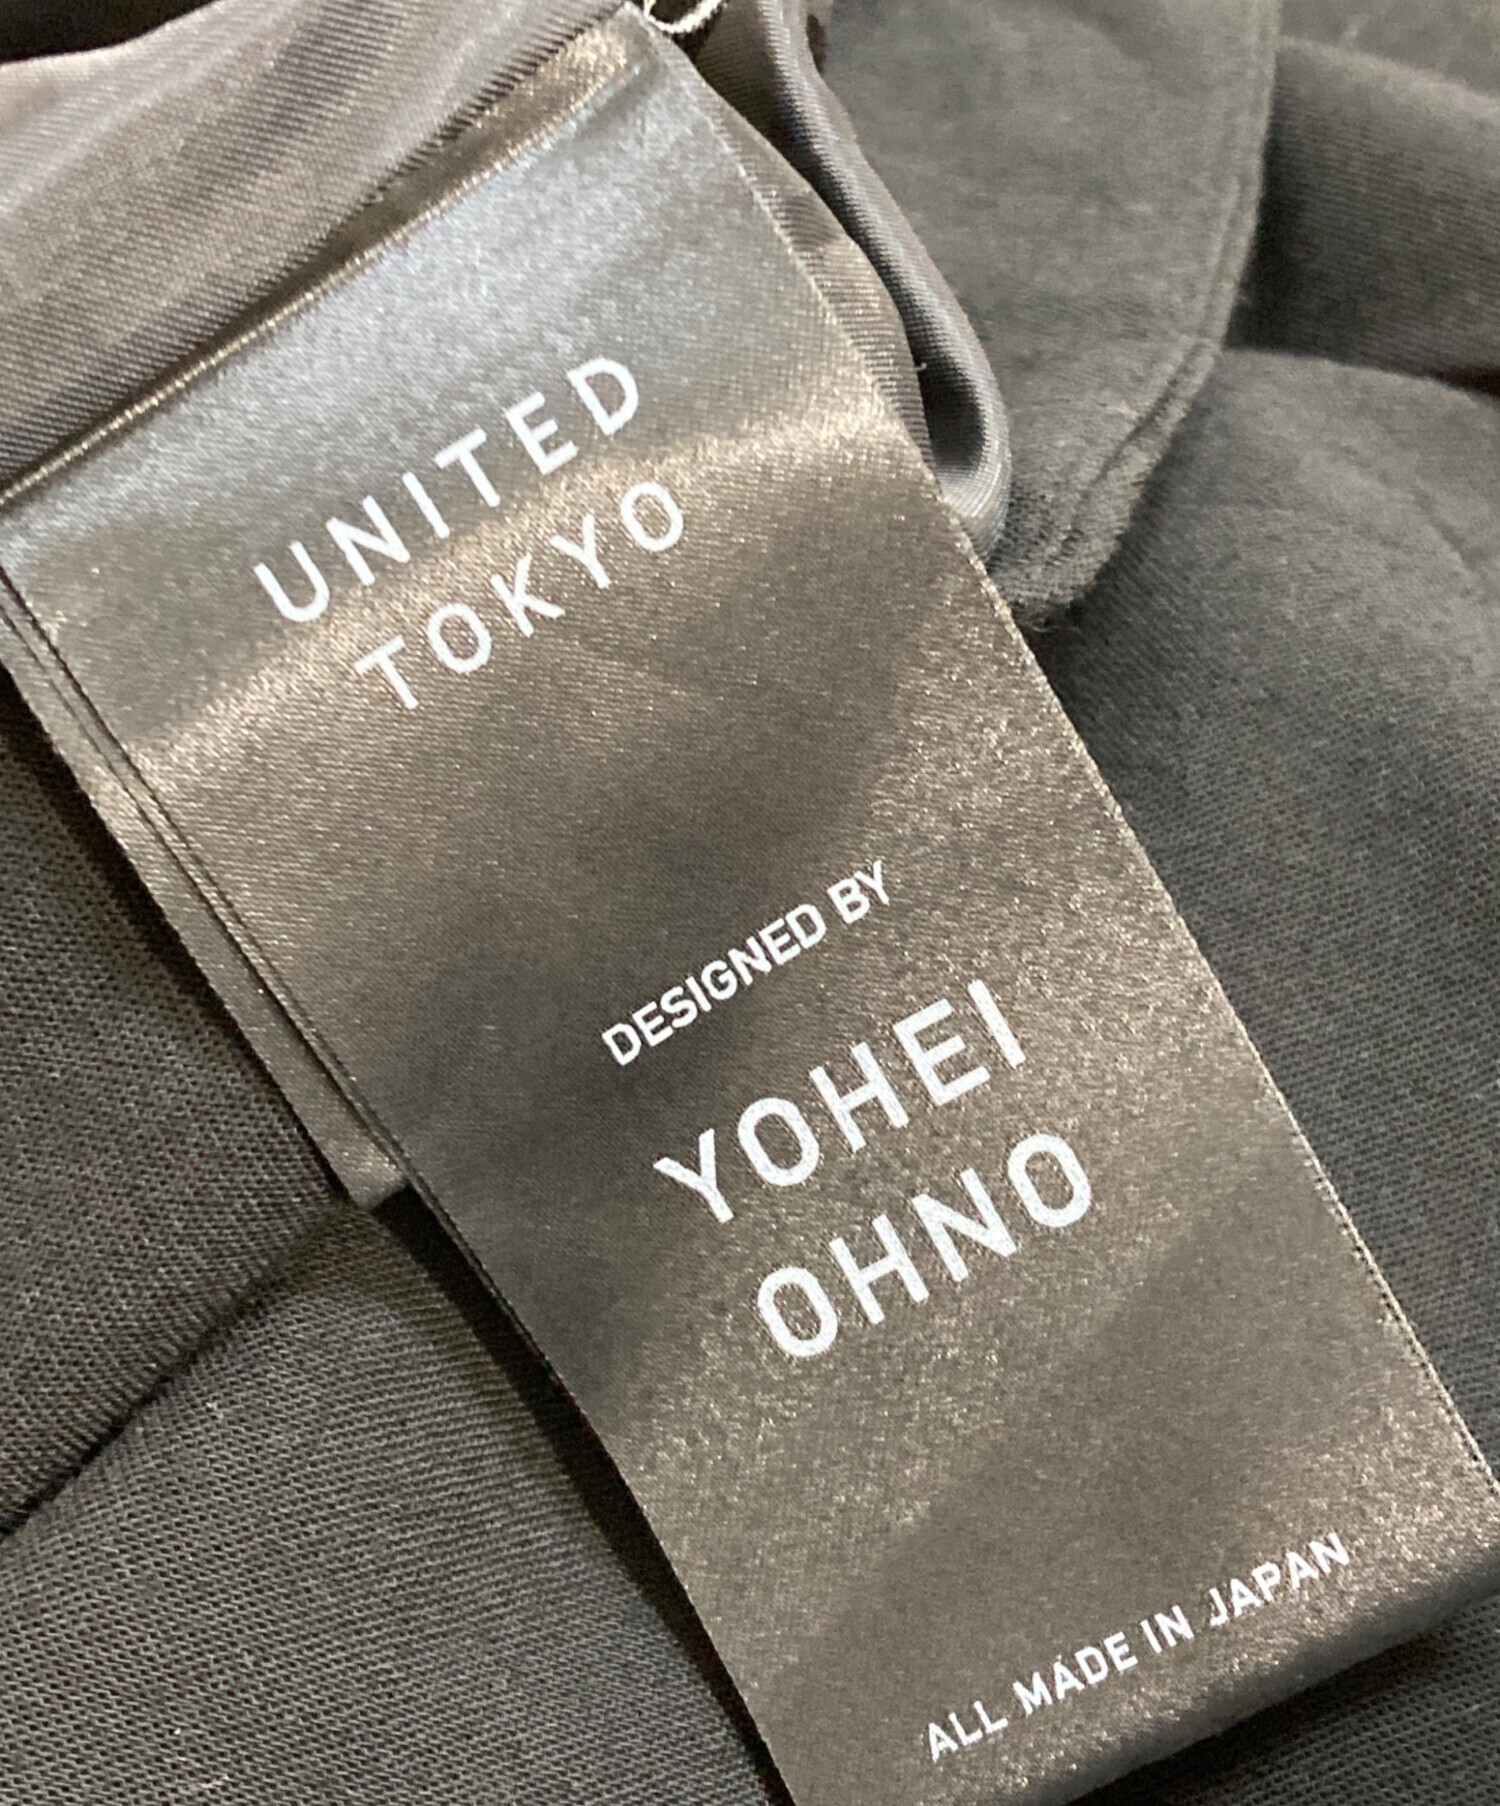 UNITED
TOKYO
DESIGNED BY
YOHEI
OHNO
ALL MADE IN JAPAN